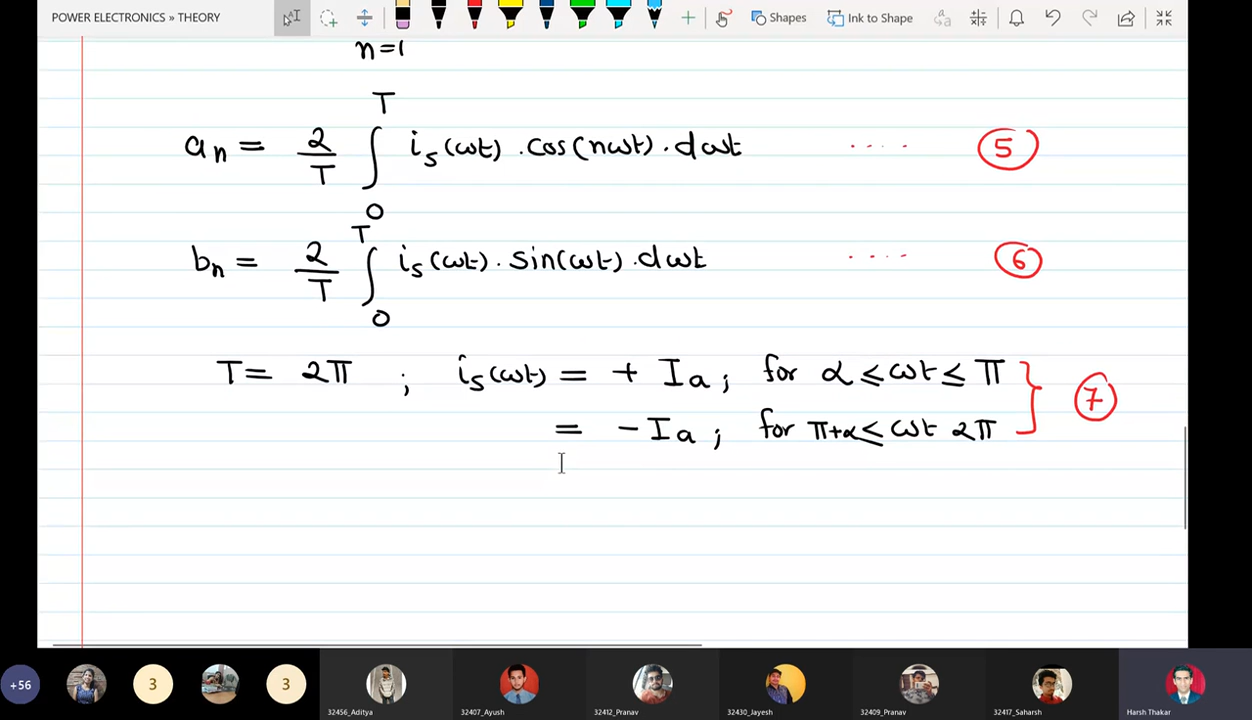 POWER ELECTRONICS » THEORY
Shapes
Ink to Shape
n=1
an = 2/T ∫₀ᵀ is(ωt) . cos(nωt) . dωt .... 5
bn = 2/T ∫₀ᵀ is(ωt) . sin(ωt) . dωt .... 6
T = 2π ; is(ωt) = + Ia ; for α ≤ ωt ≤ π
= - Ia ; for π+α ≤ ωt 2π } 7
+56
3
3
32456_Aditya
32407_Ayush
32412_Pranav
32430_Jayesh
32409_Pranav
32417_Saharsh
Harsh Thakar